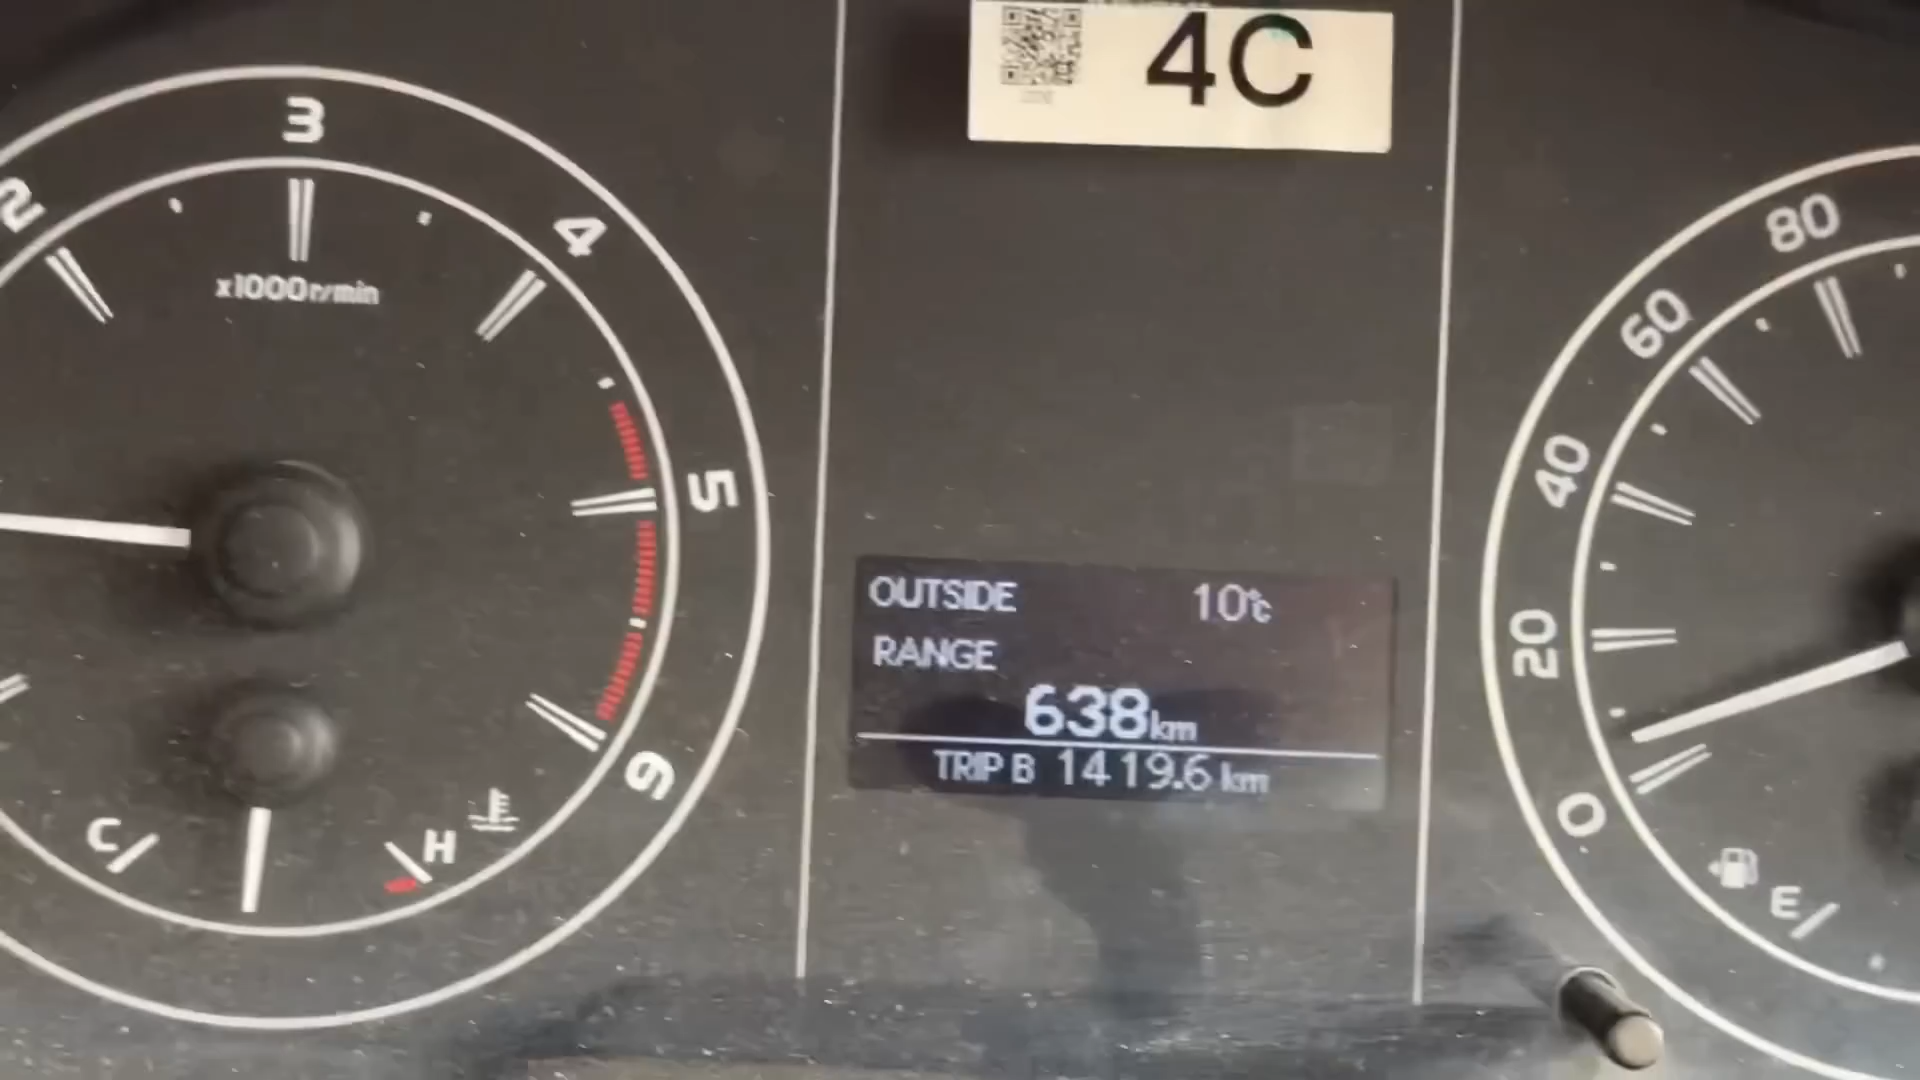 4C
2
3
4
5
6
x1000r/min
C
H
OUTSIDE 10℃
RANGE
638km
TRIP B 1419.6 km
80
60
40
20
0
E